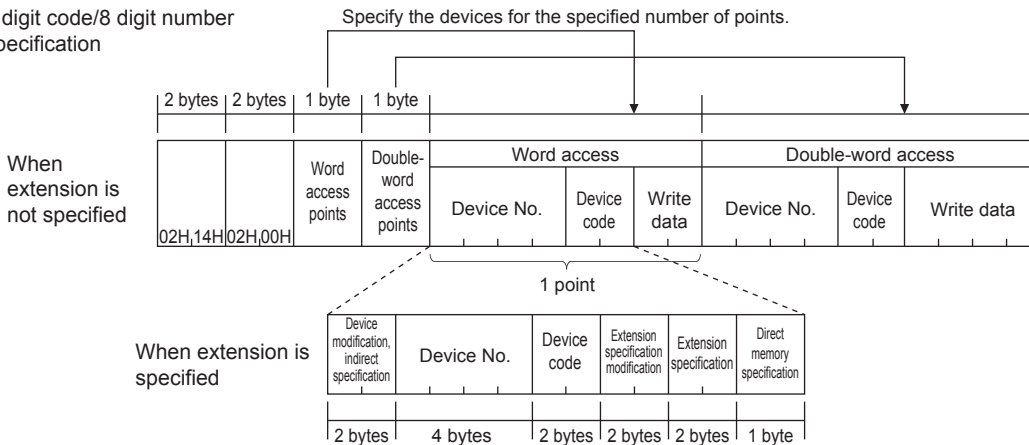 digit code/8 digit number
pecification
Specify the devices for the specified number of points.
2 bytes 2 bytes 1 byte 1 byte
When
extension is
not specified
02H,14H 02H,00H
Word
access
points
Double-
word
access
points
Word access
Device No.
Device
code
Write
data
Double-word access
Device No.
Device
code
Write data
1 point
When extension is
specified
Device
modification,
indirect
specification
Device No.
Device
code
Extension
specification
modification
Extension
specification
Direct
memory
specification
2 bytes 4 bytes 2 bytes 2 bytes 2 bytes 1 byte